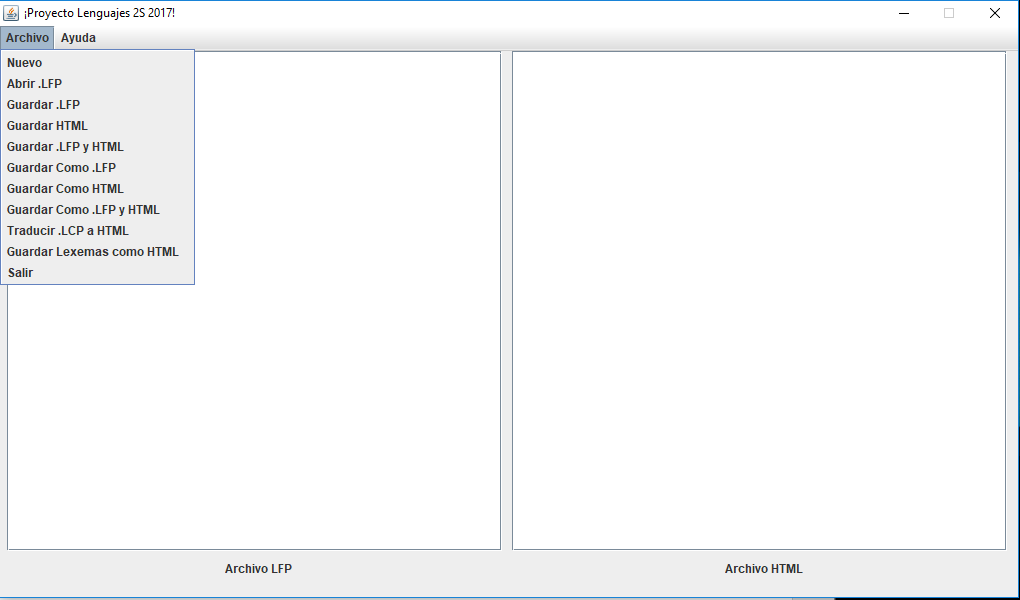 ¡Proyecto Lenguajes 2S 2017!
Archivo Ayuda
Nuevo
Abrir .LFP
Guardar .LFP
Guardar HTML
Guardar .LFP y HTML
Guardar Como .LFP
Guardar Como HTML
Guardar Como .LFP y HTML
Traducir .LCP a HTML
Guardar Lexemas como HTML
Salir
Archivo LFP
Archivo HTML